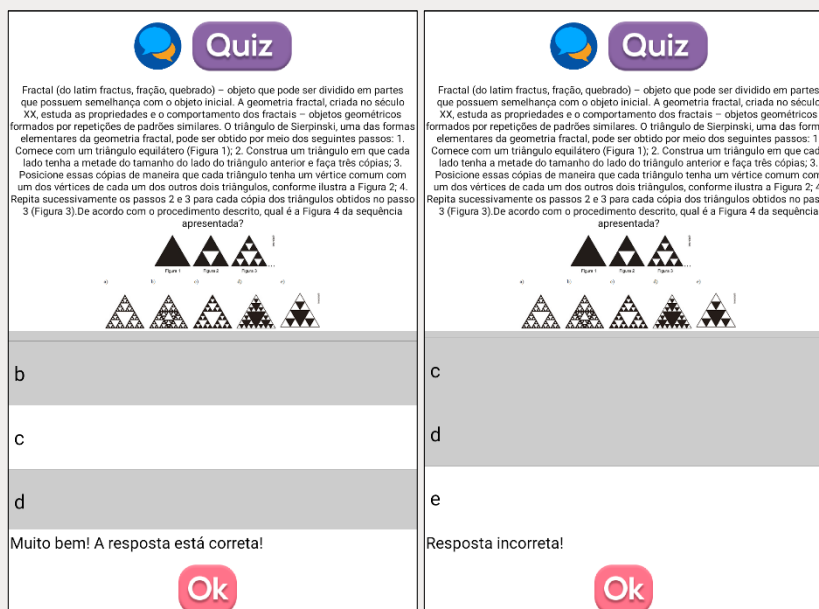 Quiz
Fractal (do latim fractus, fração, quebrado) – objeto que pode ser dividido em partes
que possuem semelhança com o objeto inicial. A geometria fractal, criada no século
XX, estuda as propriedades e o comportamento dos fractais – objetos geométricos
formados por repetições de padrões similares. O triângulo de Sierpinski, uma das formas
elementares da geometria fractal, pode ser obtido por meio dos seguintes passos: 1.
Comece com um triângulo equilátero (Figura 1); 2. Construa um triângulo em que cada
lado tenha a metade do tamanho do lado do triângulo anterior e faça três cópias; 3.
Posicione essas cópias de maneira que cada triângulo tenha um vértice comum com
um dos vértices de cada um dos outros dois triângulos, conforme ilustra a Figura 2; 4.
Repita sucessivamente os passos 2 e 3 para cada cópia dos triângulos obtidos no passo
3 (Figura 3).De acordo com o procedimento descrito, qual é a Figura 4 da sequência
apresentada?
Figura 1 Figura 2 Figura 3
a) b) c) d) e)
b
c
d
Muito bem! A resposta está correta!
Ok
Quiz
Fractal (do latim fractus, fração, quebrado) – objeto que pode ser dividido em partes
que possuem semelhança com o objeto inicial. A geometria fractal, criada no século
XX, estuda as propriedades e o comportamento dos fractais – objetos geométricos
formados por repetições de padrões similares. O triângulo de Sierpinski, uma das form
elementares da geometria fractal, pode ser obtido por meio dos seguintes passos: 1
Comece com um triângulo equilátero (Figura 1); 2. Construa um triângulo em que cada
lado tenha a metade do tamanho do lado do triângulo anterior e faça três cópias; 3.
Posicione essas cópias de maneira que cada triângulo tenha um vértice comum com
um dos vértices de cada um dos outros dois triângulos, conforme ilustra a Figura 2; 4
Repita sucessivamente os passos 2 e 3 para cada cópia dos triângulos obtidos no pas
3 (Figura 3).De acordo com o procedimento descrito, qual é a Figura 4 da sequência
apresentada?
Figura 1 Figura 2 Figura 3
a) b) c) d) e)
c
d
e
Resposta incorreta!
Ok